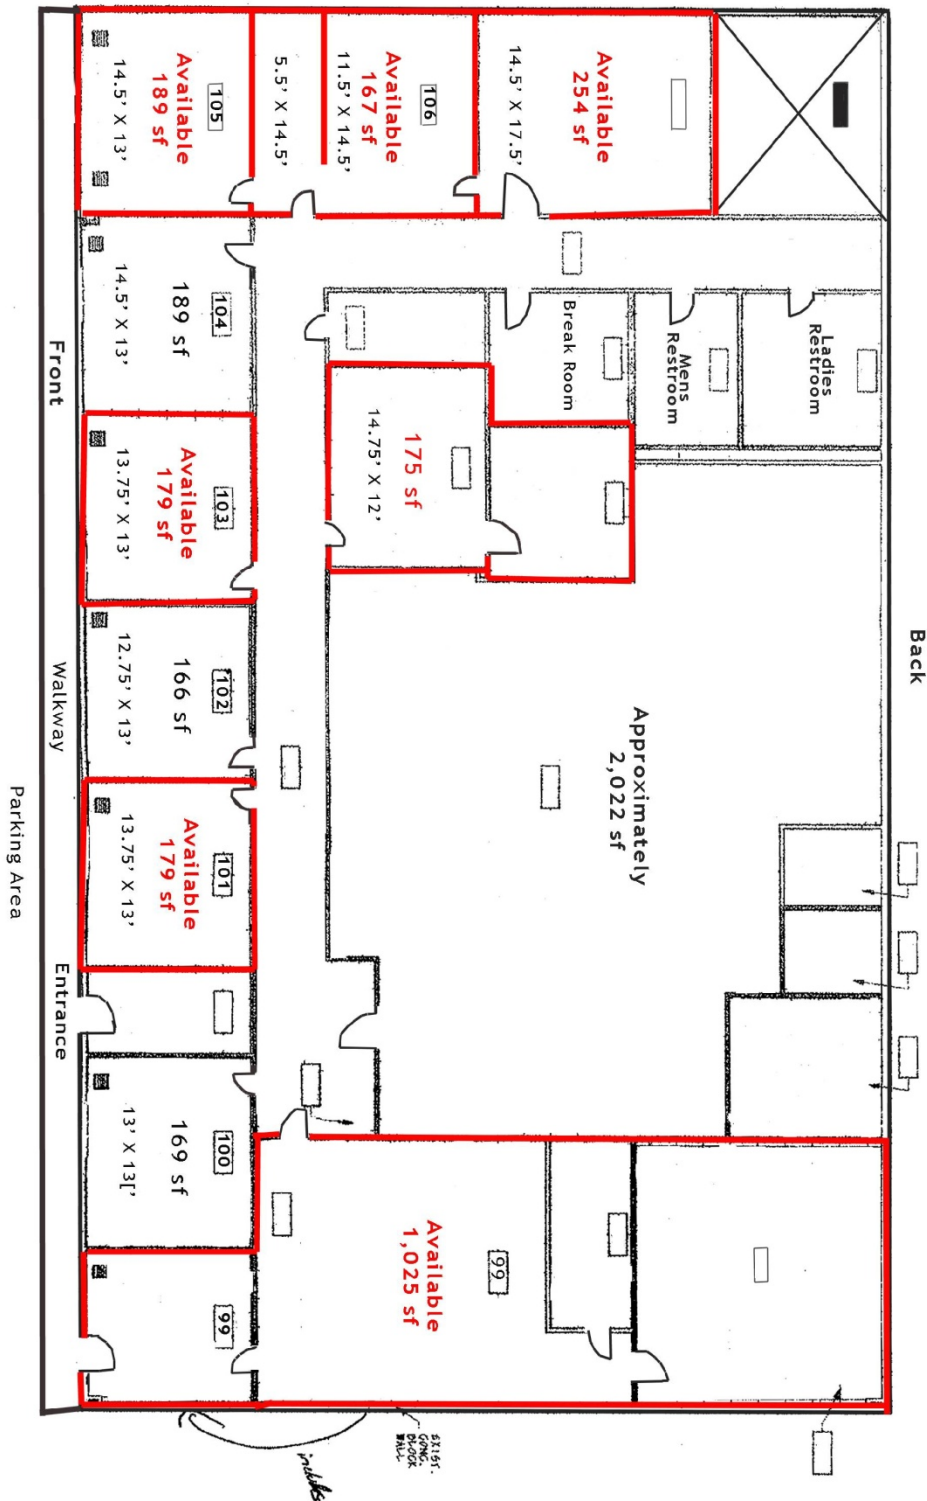 Back
Available
254 sf
14.5' X 17.5'
106
Available
167 sf
11.5' X 14.5'
5.5' X 14.5'
105
Available
189 sf
14.5' X 13'
Ladies
Restroom
Mens
Restroom
Break Room
104
189 sf
14.5' X 13'
175 sf
14.75' X 12'
103
Available
179 sf
13.75' X 13'
102
166 sf
12.75' X 13'
Approximately
2,022 sf
101
Available
179 sf
13.75' X 13'
100
169 sf
13' X 13['
99
Available
1,025 sf
99
Front
Walkway
Entrance
Parking Area
EXIST.
CONC.
BLOCK
WALL